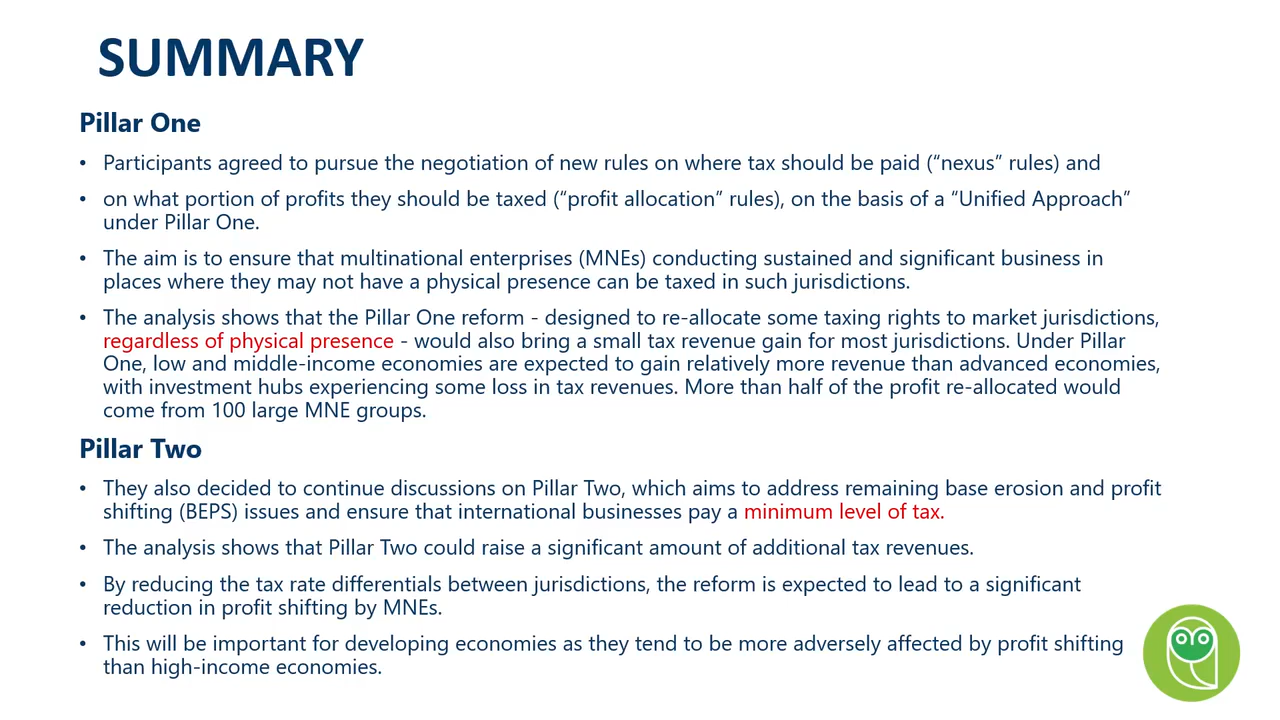 SUMMARY
Pillar One
• Participants agreed to pursue the negotiation of new rules on where tax should be paid (“nexus” rules) and
• on what portion of profits they should be taxed (“profit allocation” rules), on the basis of a “Unified Approach”
under Pillar One.
• The aim is to ensure that multinational enterprises (MNEs) conducting sustained and significant business in
places where they may not have a physical presence can be taxed in such jurisdictions.
• The analysis shows that the Pillar One reform - designed to re-allocate some taxing rights to market jurisdictions,
regardless of physical presence - would also bring a small tax revenue gain for most jurisdictions. Under Pillar
One, low and middle-income economies are expected to gain relatively more revenue than advanced economies,
with investment hubs experiencing some loss in tax revenues. More than half of the profit re-allocated would
come from 100 large MNE groups.
Pillar Two
• They also decided to continue discussions on Pillar Two, which aims to address remaining base erosion and profit
shifting (BEPS) issues and ensure that international businesses pay a minimum level of tax.
• The analysis shows that Pillar Two could raise a significant amount of additional tax revenues.
• By reducing the tax rate differentials between jurisdictions, the reform is expected to lead to a significant
reduction in profit shifting by MNEs.
• This will be important for developing economies as they tend to be more adversely affected by profit shifting
than high-income economies.